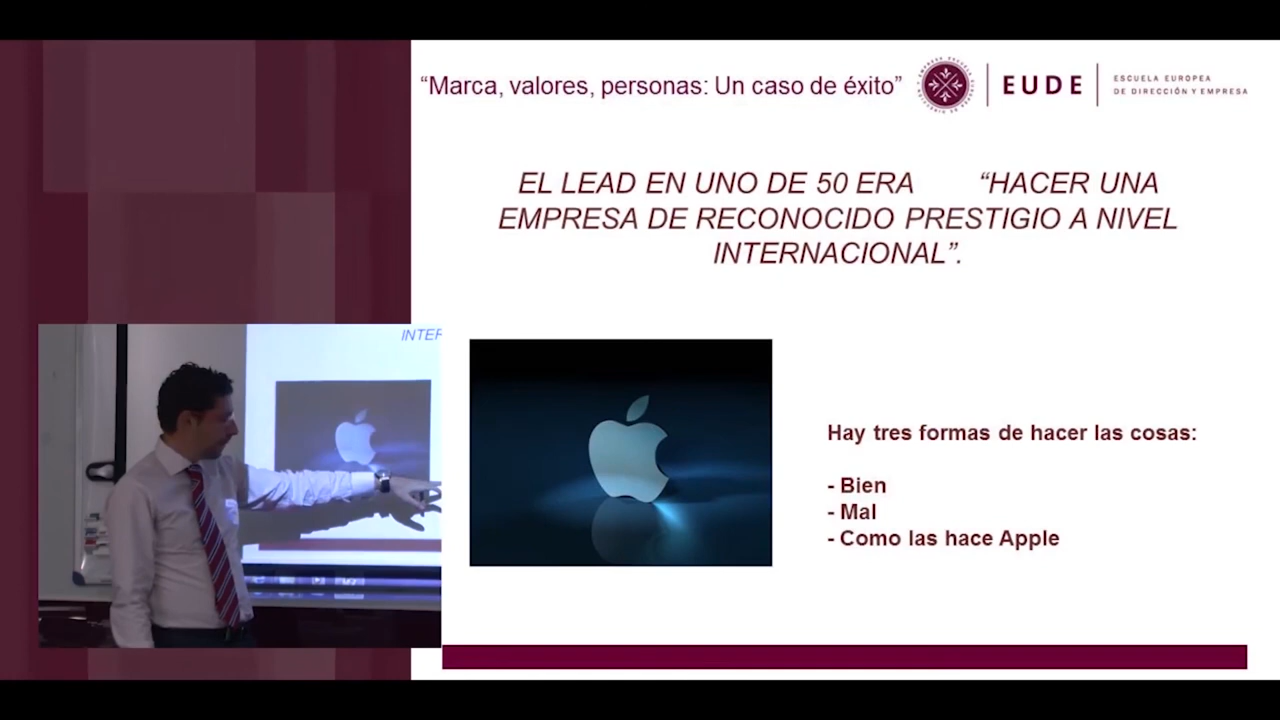 “Marca, valores, personas: Un caso de éxito”
EUDE
ESCUELA EUROPEA
DE DIRECCIÓN Y EMPRESA
EL LEAD EN UNO DE 50 ERA “HACER UNA
EMPRESA DE RECONOCIDO PRESTIGIO A NIVEL
INTERNACIONAL”.
INTER
Hay tres formas de hacer las cosas:
- Bien
- Mal
- Como las hace Apple